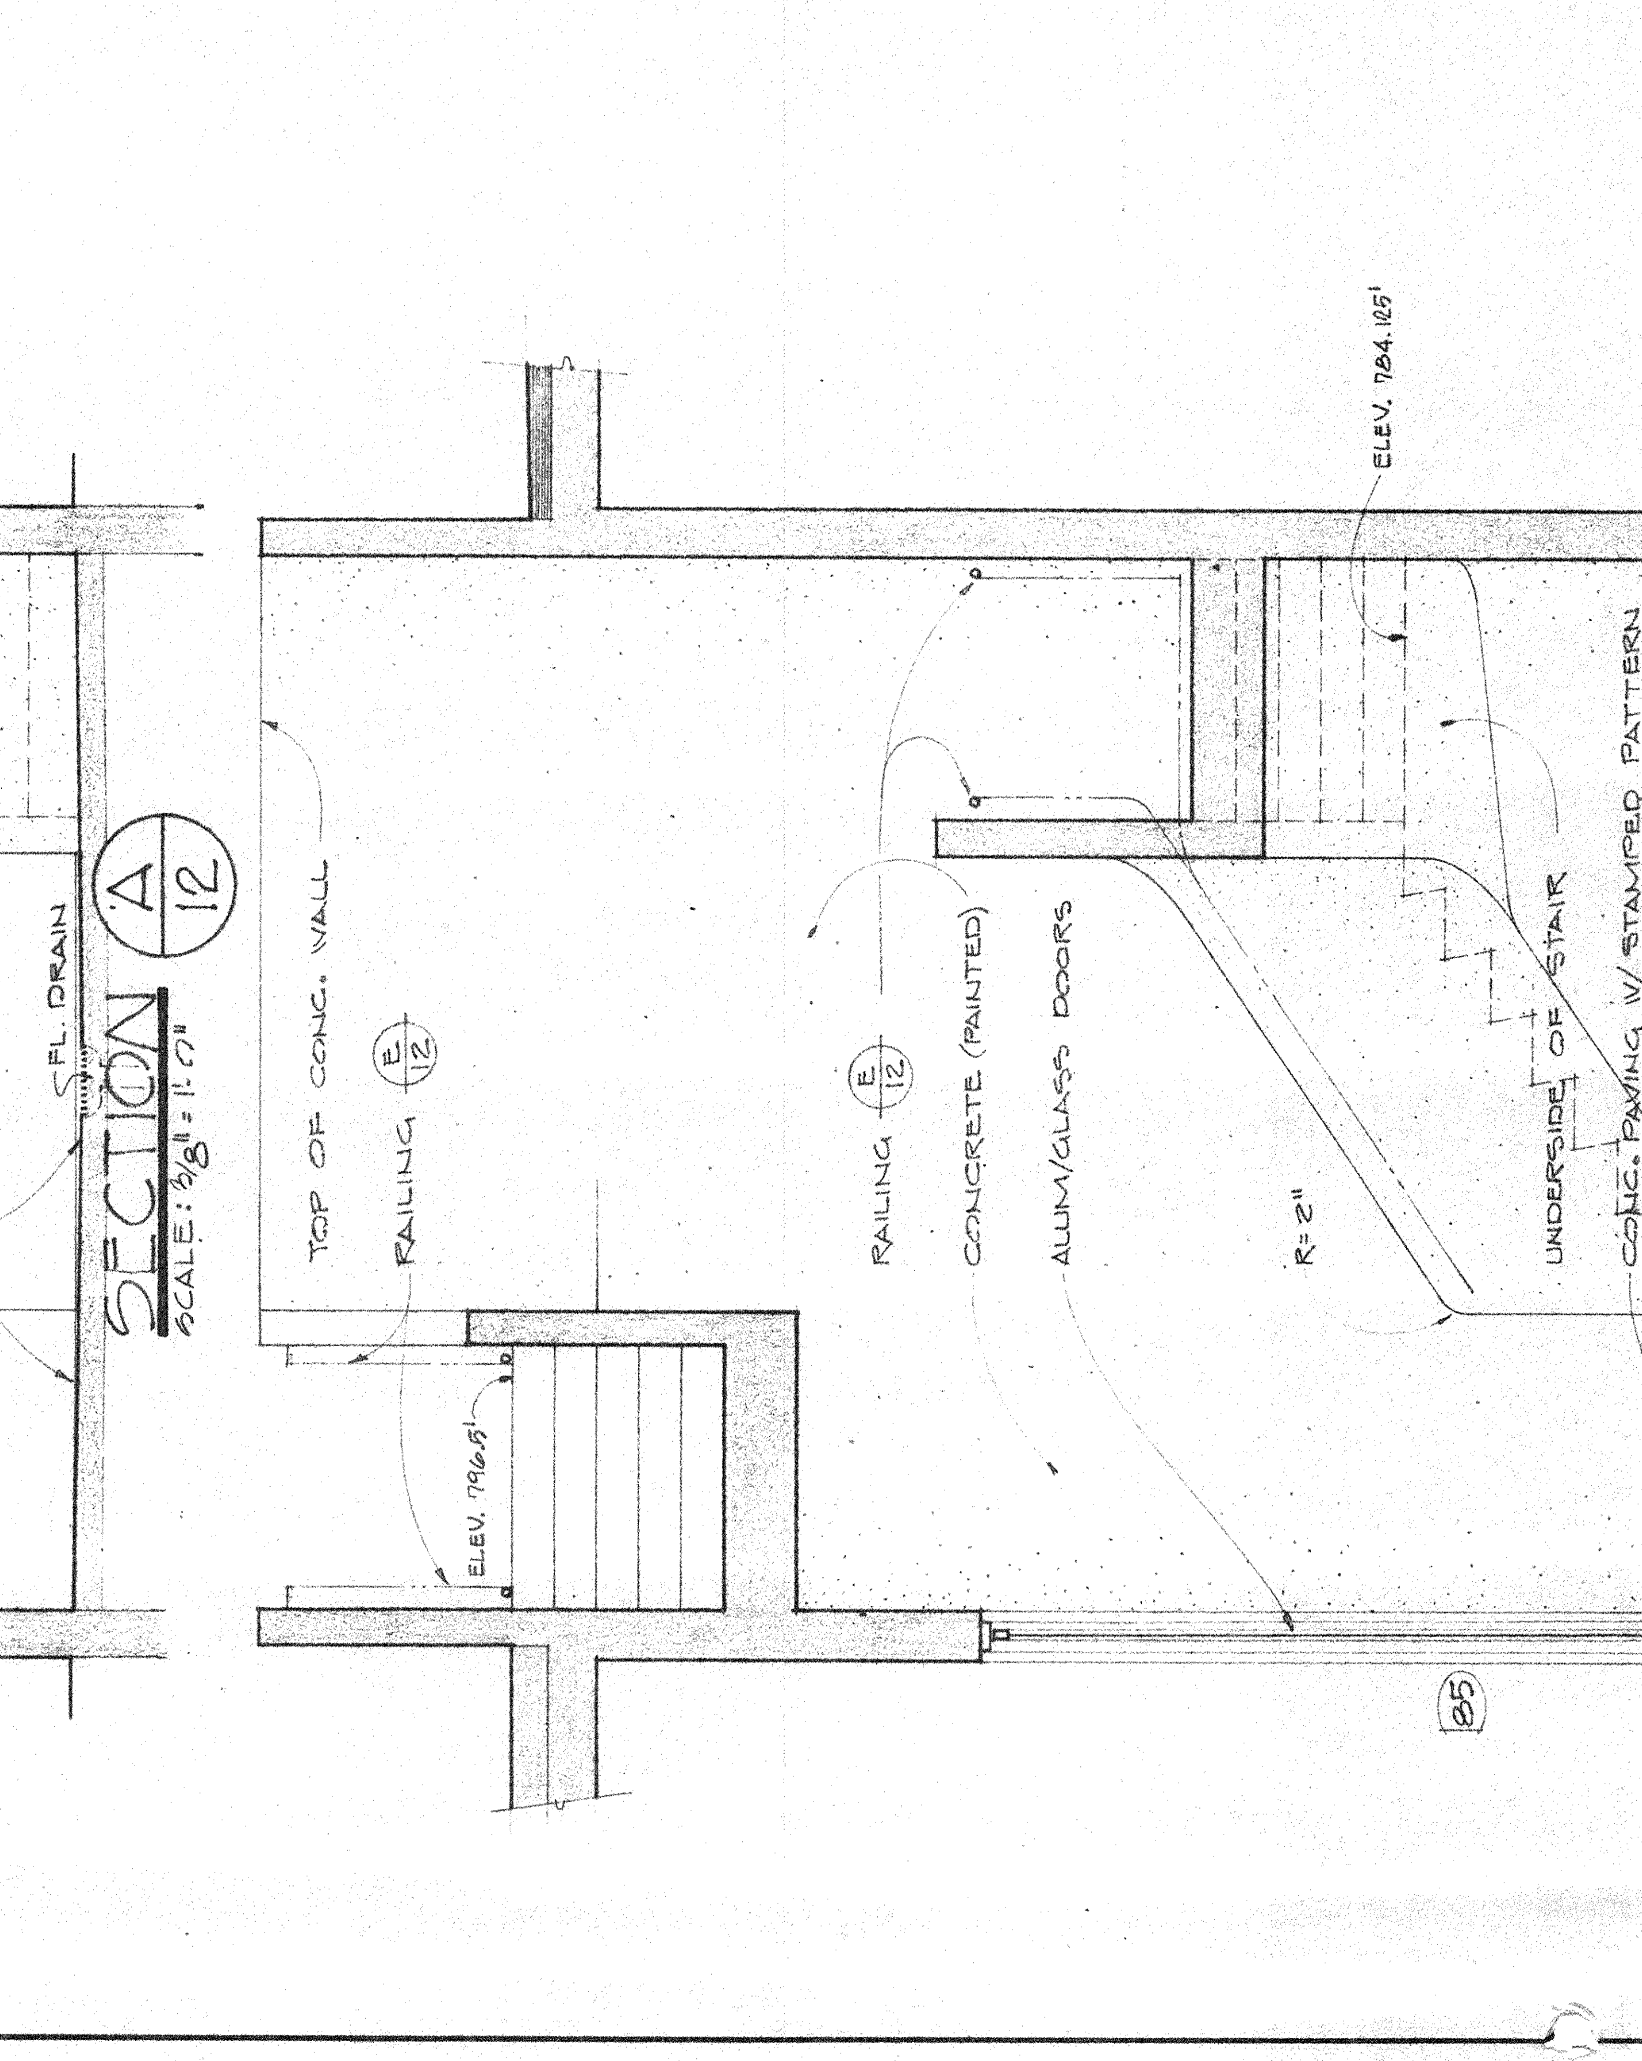 FL. DRAIN
SECTION
A
12
SCALE: 3/8" = 1'-0"
TOP OF CONC. WALL
RAILING
E
12
ELEV. 796.5'
RAILING
E
12
CONCRETE (PAINTED)
ALUM/GLASS DOORS
R=2"
ELEV. 784.125'
85
UNDERSIDE OF STAIR
CONC. PAVING W/ STAMPED PATTERN